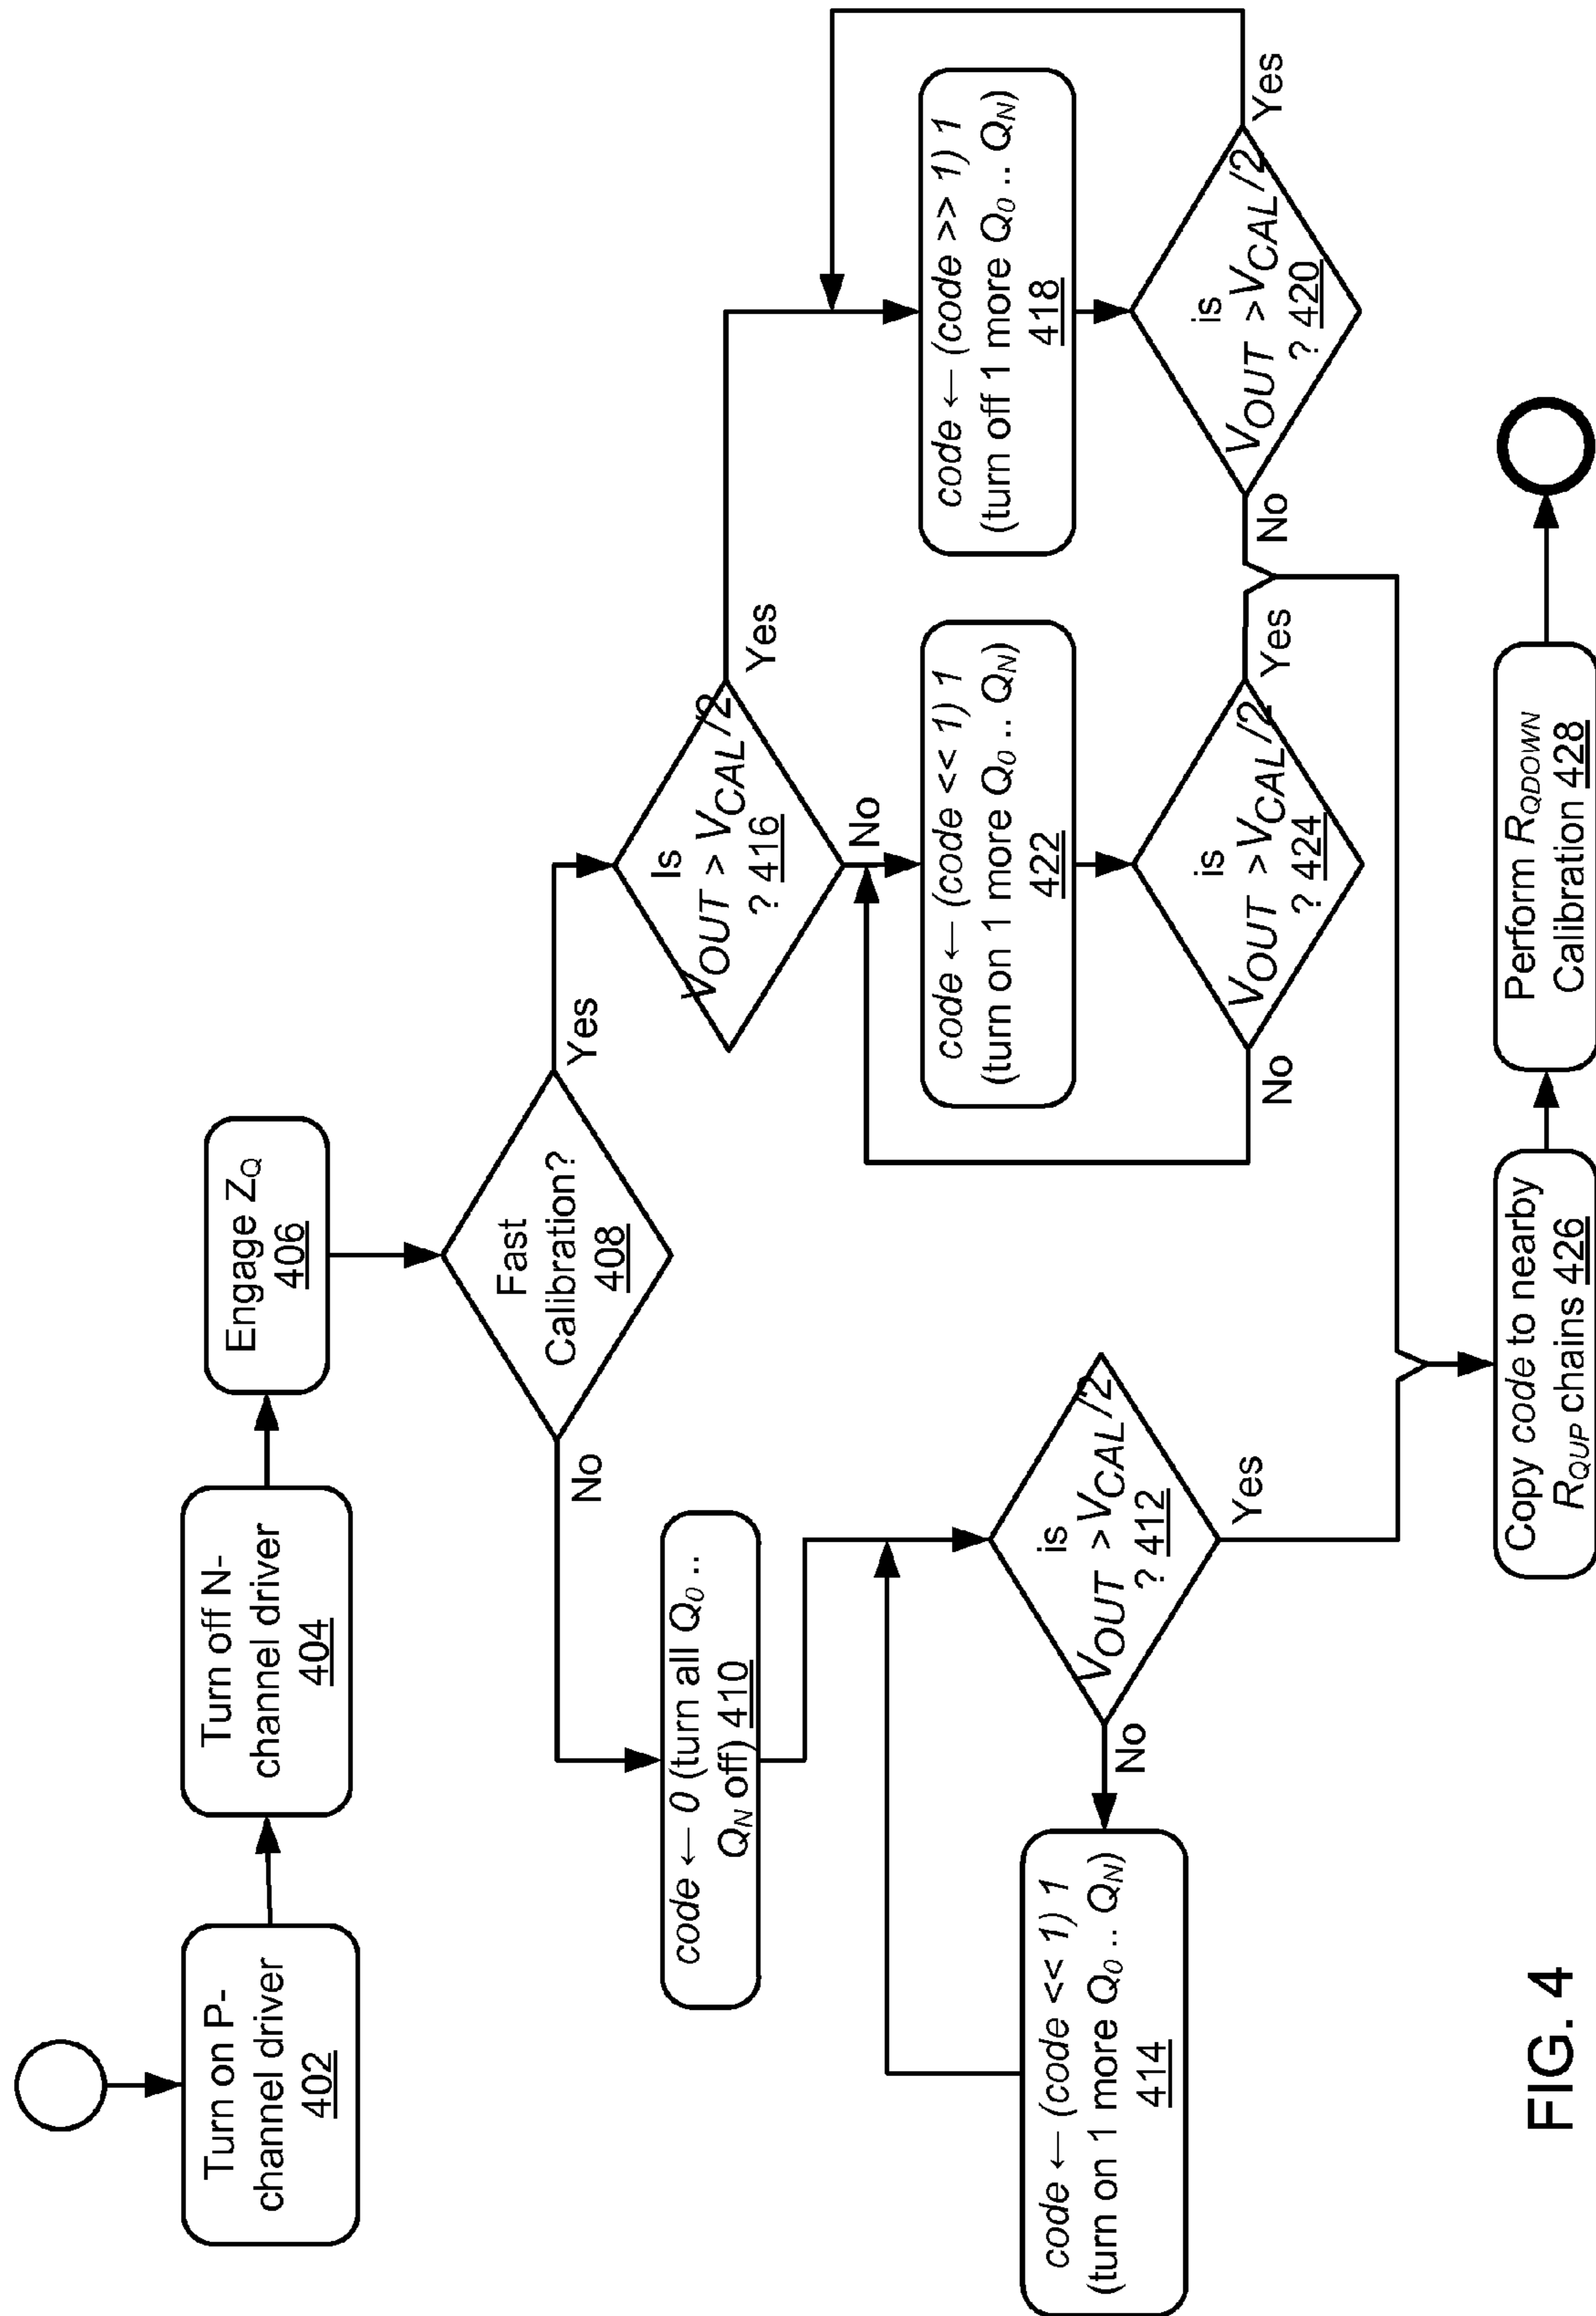 Turn on P-
channel driver
402
Turn off N-
channel driver
404
Engage ZQ
406
Fast
Calibration?
408
No
Yes
code ← 0 (turn all Q0 ..
QN off) 410
is
VOUT > VCAL/2
? 412
No
Yes
code ← (code << 1) 1
(turn on 1 more Q0 .. QN)
414
Is
VOUT > VCAL/2
? 416
Yes
No
code ← (code >> 1) 1
(turn off 1 more Q0 .. QN)
418
is
VOUT > VCAL/2
? 420
Yes
No
code ← (code << 1) 1
(turn on 1 more Q0 .. QN)
422
is
VOUT > VCAL/2
? 424
No
Yes
Copy code to nearby
RQUP chains 426
Perform RQDOWN
Calibration 428
FIG. 4